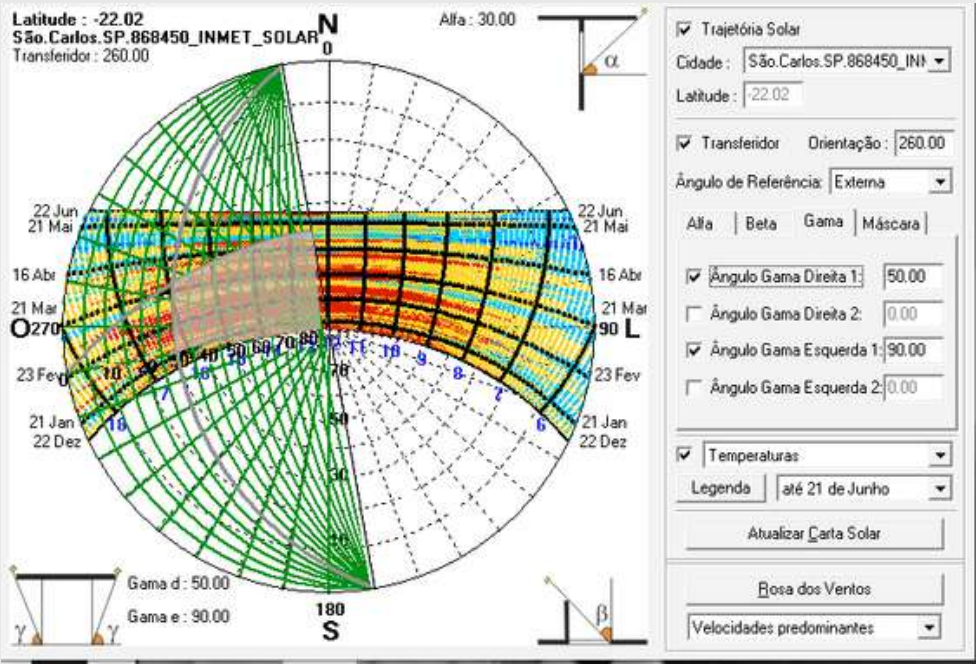 Latitude : -22.02
São.Carlos.SP.868450_INMET_SOLAR
Transferidor : 260.00
N
0
Alfa : 30.00
α
22 Jun
21 Mai
16 Abr
21 Mar
O 270
23 Fev
21 Jan
22 Dez
22 Jun
21 Mai
16 Abr
21 Mar
90 L
23 Fev
21 Jan
22 Dez
10
40
50
60
70
80
18
17
16
12
11
10
9
8
7
6
70
50
30
10
180
S
Gama d : 50.00
Gama e : 90.00
γ
γ
β
Trajetória Solar
Cidade : São.Carlos.SP.868450_INM
Latitude : -22.02
Transferidor Orientação : 260.00
Ângulo de Referência: Externa
Alfa Beta Gama Máscara
Ângulo Gama Direita 1: 50.00
Ângulo Gama Direita 2: 0.00
Ângulo Gama Esquerda 1: 90.00
Ângulo Gama Esquerda 2: 0.00
Temperaturas
Legenda até 21 de Junho
Atualizar Carta Solar
Rosa dos Ventos
Velocidades predominantes